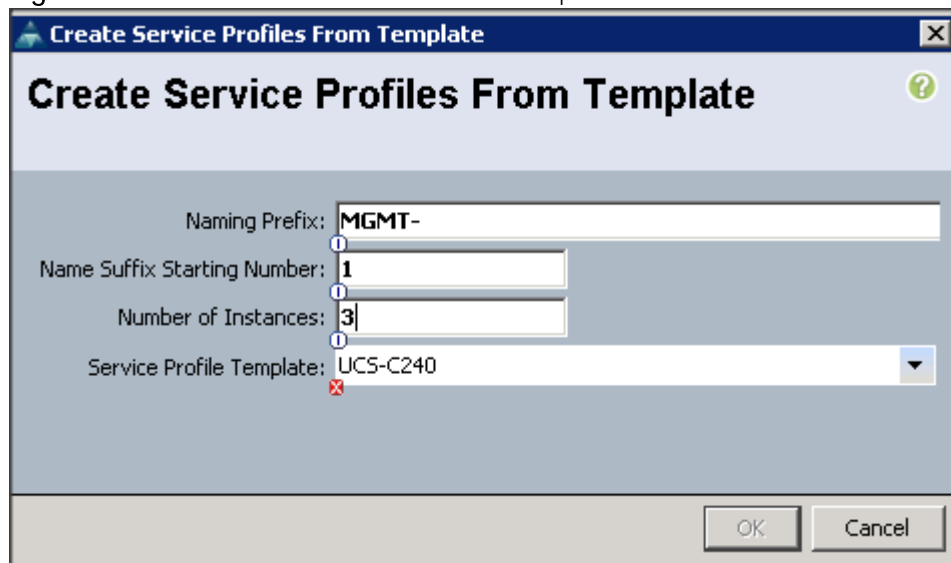 Create Service Profiles From Template
Create Service Profiles From Template
Naming Prefix: MGMT-
Name Suffix Starting Number: 1
Number of Instances: 3
Service Profile Template: UCS-C240
OK Cancel